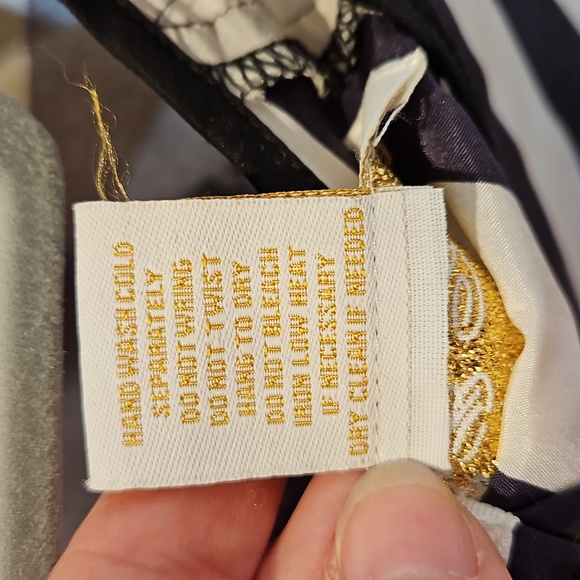 HAND WASH COLD
SEPARATELY
DO NOT WRING
DO NOT TWIST
HANG TO DRY
DO NOT BLEACH
IRON LOW HEAT
IF NECESSARY
DRY CLEAN IF NEEDED